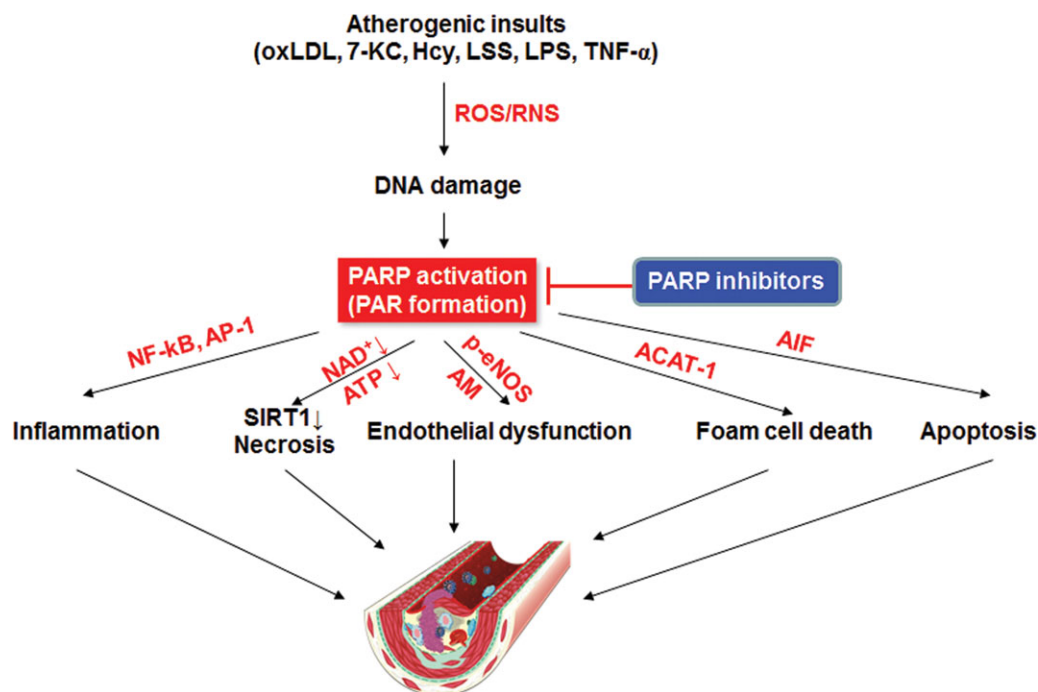 Atherogenic insults
(oxLDL, 7-KC, Hcy, LSS, LPS, TNF-α)
ROS/RNS
DNA damage
PARP activation
(PAR formation)
PARP inhibitors
NF-kB, AP-1
NAD⁺↓
ATP↓
p-eNOS
AM
ACAT-1
AIF
Inflammation
SIRT1↓
Necrosis
Endothelial dysfunction
Foam cell death
Apoptosis